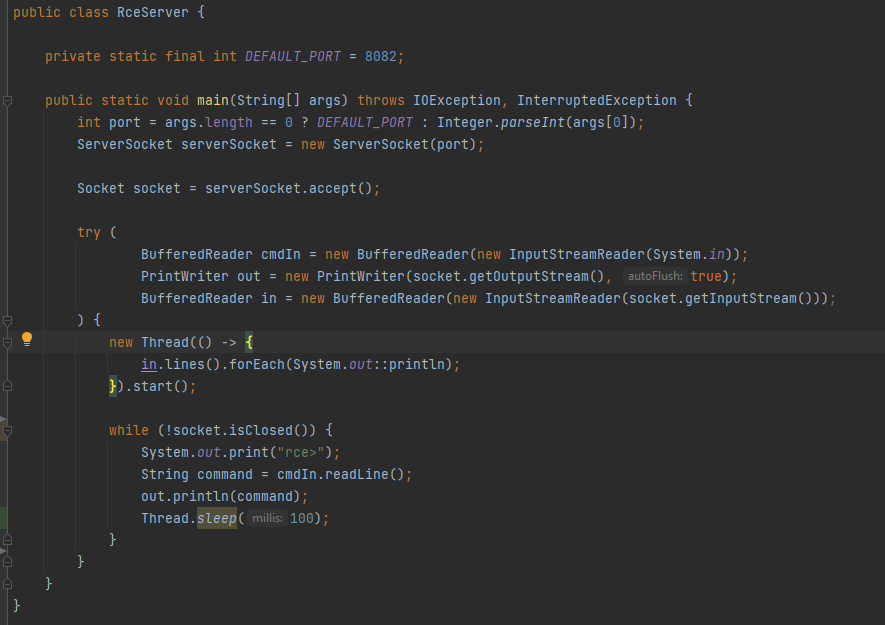 public class RceServer {
private static final int DEFAULT_PORT = 8082;
public static void main(String[] args) throws IOException, InterruptedException {
int port = args.length == 0 ? DEFAULT_PORT : Integer.parseInt(args[0]);
ServerSocket serverSocket = new ServerSocket(port);
Socket socket = serverSocket.accept();
try (
BufferedReader cmdIn = new BufferedReader(new InputStreamReader(System.in));
PrintWriter out = new PrintWriter(socket.getOutputStream(), autoFlush: true);
BufferedReader in = new BufferedReader(new InputStreamReader(socket.getInputStream()));
) {
new Thread(() -> {
in.lines().forEach(System.out::println);
}).start();
while (!socket.isClosed()) {
System.out.print("rce>");
String command = cmdIn.readLine();
out.println(command);
Thread.sleep( millis: 100);
}
}
}
}